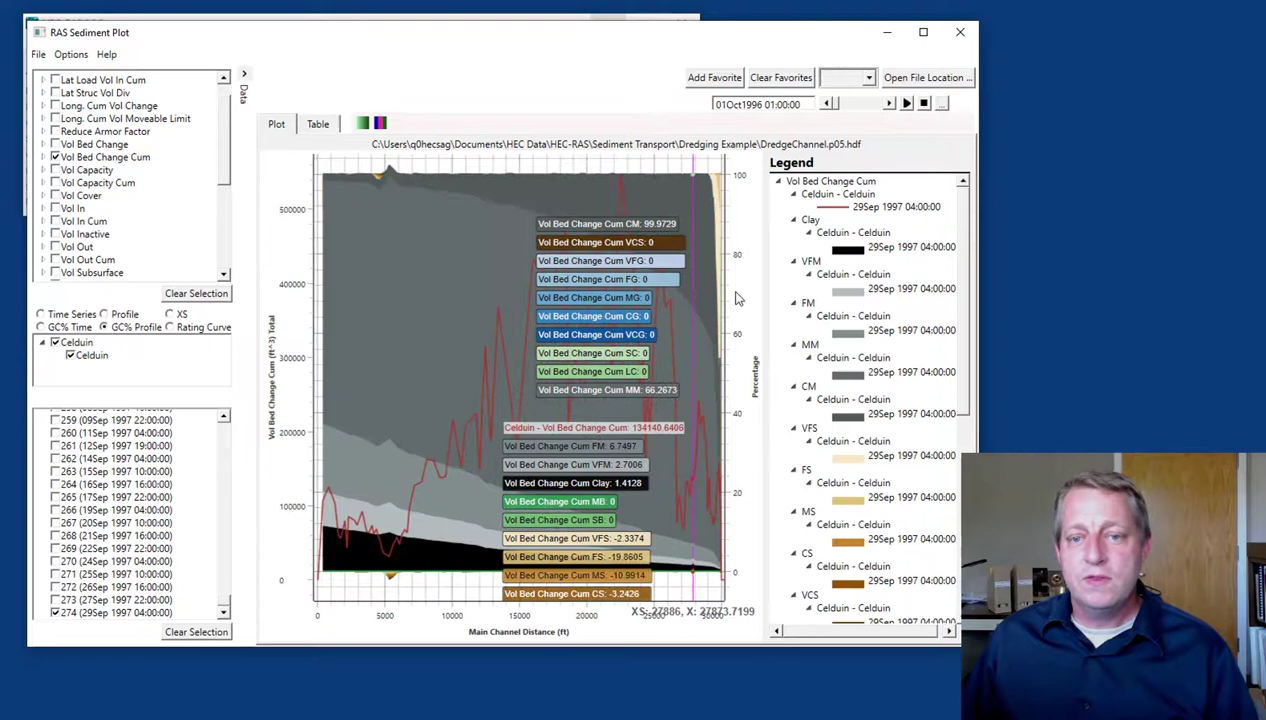 RAS Sediment Plot
File Options Help
Lat Load Vol In Cum
Lat Struc Vol Div
Long. Cum Vol Change
Long. Cum Vol Moveable Limit
Reduce Armor Factor
Vol Bed Change
Vol Bed Change Cum
Vol Capacity
Vol Capacity Cum
Vol Cover
Vol In
Vol In Cum
Vol Inactive
Vol Out
Vol Out Cum
Vol Subsurface
Clear Selection
Time Series Profile XS
GC% Time GC% Profile Rating Curve
Celduin
Celduin
259 (09Sep 1997 22:00:00)
260 (11Sep 1997 04:00:00)
261 (12Sep 1997 19:00:00)
262 (14Sep 1997 04:00:00)
263 (15Sep 1997 10:00:00)
264 (16Sep 1997 16:00:00)
265 (17Sep 1997 22:00:00)
266 (19Sep 1997 04:00:00)
267 (20Sep 1997 10:00:00)
268 (21Sep 1997 16:00:00)
269 (22Sep 1997 22:00:00)
270 (24Sep 1997 04:00:00)
271 (25Sep 1997 10:00:00)
272 (26Sep 1997 16:00:00)
273 (27Sep 1997 22:00:00)
274 (29Sep 1997 04:00:00)
Clear Selection
Data
Add Favorite Clear Favorites Open File Location ...
01Oct1996 01:00:00 ...
Plot Table
C:\Users\q0hecsag\Documents\HEC Data\HEC-RAS\Sediment Transport\Dredging Example\DredgeChannel.p05.hdf
Vol Bed Change Cum (ft^3) Total
500000
400000
300000
200000
100000
0
Vol Bed Change Cum CM: 99.9729
Vol Bed Change Cum VCS: 0
Vol Bed Change Cum VFG: 0
Vol Bed Change Cum FG: 0
Vol Bed Change Cum MG: 0
Vol Bed Change Cum CG: 0
Vol Bed Change Cum VCG: 0
Vol Bed Change Cum SC: 0
Vol Bed Change Cum LC: 0
Vol Bed Change Cum MM: 66.2673
Celduin - Vol Bed Change Cum: 134140.6406
Vol Bed Change Cum FM: 6.7497
Vol Bed Change Cum VFM: 2.7006
Vol Bed Change Cum Clay: 1.4128
Vol Bed Change Cum MB: 0
Vol Bed Change Cum SB: 0
Vol Bed Change Cum VFS: -2.3374
Vol Bed Change Cum FS: -19.8605
Vol Bed Change Cum MS: -10.9914
Vol Bed Change Cum CS: -3.2426
XS: 27886, X: 27873.7199
100
80
60
40
20
0
Percentage
0 5000 10000 15000 20000 25000 30000
Main Channel Distance (ft)
Legend
Vol Bed Change Cum
Celduin - Celduin
29Sep 1997 04:00:00
Clay
Celduin - Celduin
29Sep 1997 04:00:00
VFM
Celduin - Celduin
29Sep 1997 04:00:00
FM
Celduin - Celduin
29Sep 1997 04:00:00
MM
Celduin - Celduin
29Sep 1997 04:00:00
CM
Celduin - Celduin
29Sep 1997 04:00:00
VFS
Celduin - Celduin
29Sep 1997 04:00:00
FS
Celduin - Celduin
29Sep 1997 04:00:00
MS
Celduin - Celduin
29Sep 1997 04:00:00
CS
Celduin - Celduin
29Sep 1997 04:00:00
VCS
Celduin - Celduin